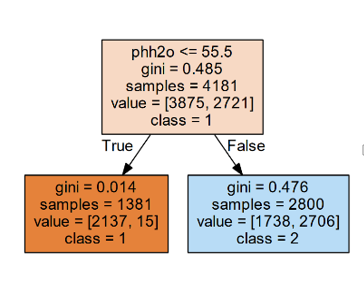 phh2o <= 55.5
gini = 0.485
samples = 4181
value = [3875, 2721]
class = 1
True
False
gini = 0.014
samples = 1381
value = [2137, 15]
class = 1
gini = 0.476
samples = 2800
value = [1738, 2706]
class = 2